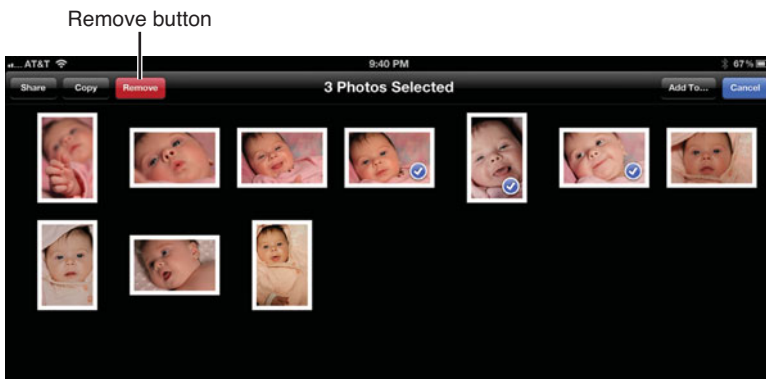 Remove button
AT&T 9:40 PM 67%
Share Copy Remove 3 Photos Selected Add To... Cancel